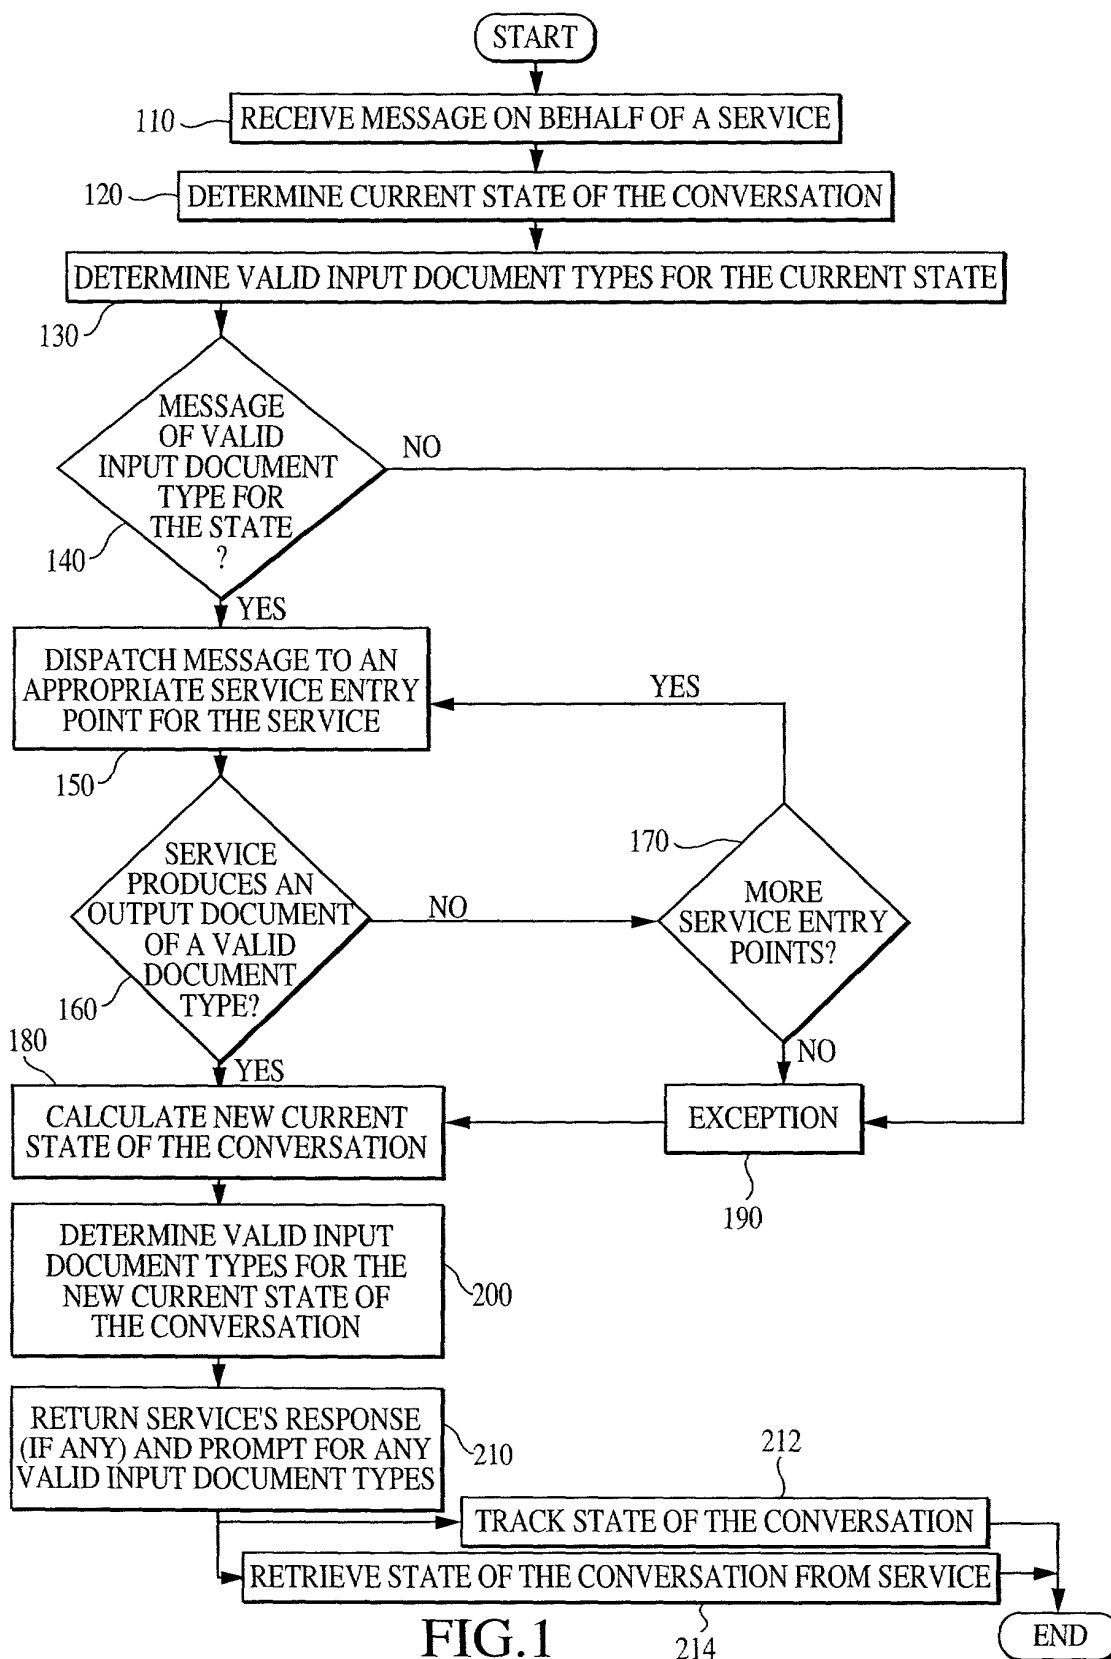 START
110
RECEIVE MESSAGE ON BEHALF OF A SERVICE
120
DETERMINE CURRENT STATE OF THE CONVERSATION
DETERMINE VALID INPUT DOCUMENT TYPES FOR THE CURRENT STATE
130
MESSAGE
OF VALID
INPUT DOCUMENT
TYPE FOR
THE STATE
?
NO
140
YES
DISPATCH MESSAGE TO AN
APPROPRIATE SERVICE ENTRY
POINT FOR THE SERVICE
YES
150
SERVICE
PRODUCES AN
OUTPUT DOCUMENT
OF A VALID
DOCUMENT
TYPE?
NO
160
170
MORE
SERVICE ENTRY
POINTS?
180
YES
NO
CALCULATE NEW CURRENT
STATE OF THE CONVERSATION
EXCEPTION
190
DETERMINE VALID INPUT
DOCUMENT TYPES FOR THE
NEW CURRENT STATE OF
THE CONVERSATION
200
RETURN SERVICE'S RESPONSE
(IF ANY) AND PROMPT FOR ANY
VALID INPUT DOCUMENT TYPES
210
212
TRACK STATE OF THE CONVERSATION
RETRIEVE STATE OF THE CONVERSATION FROM SERVICE
214
END
FIG.1